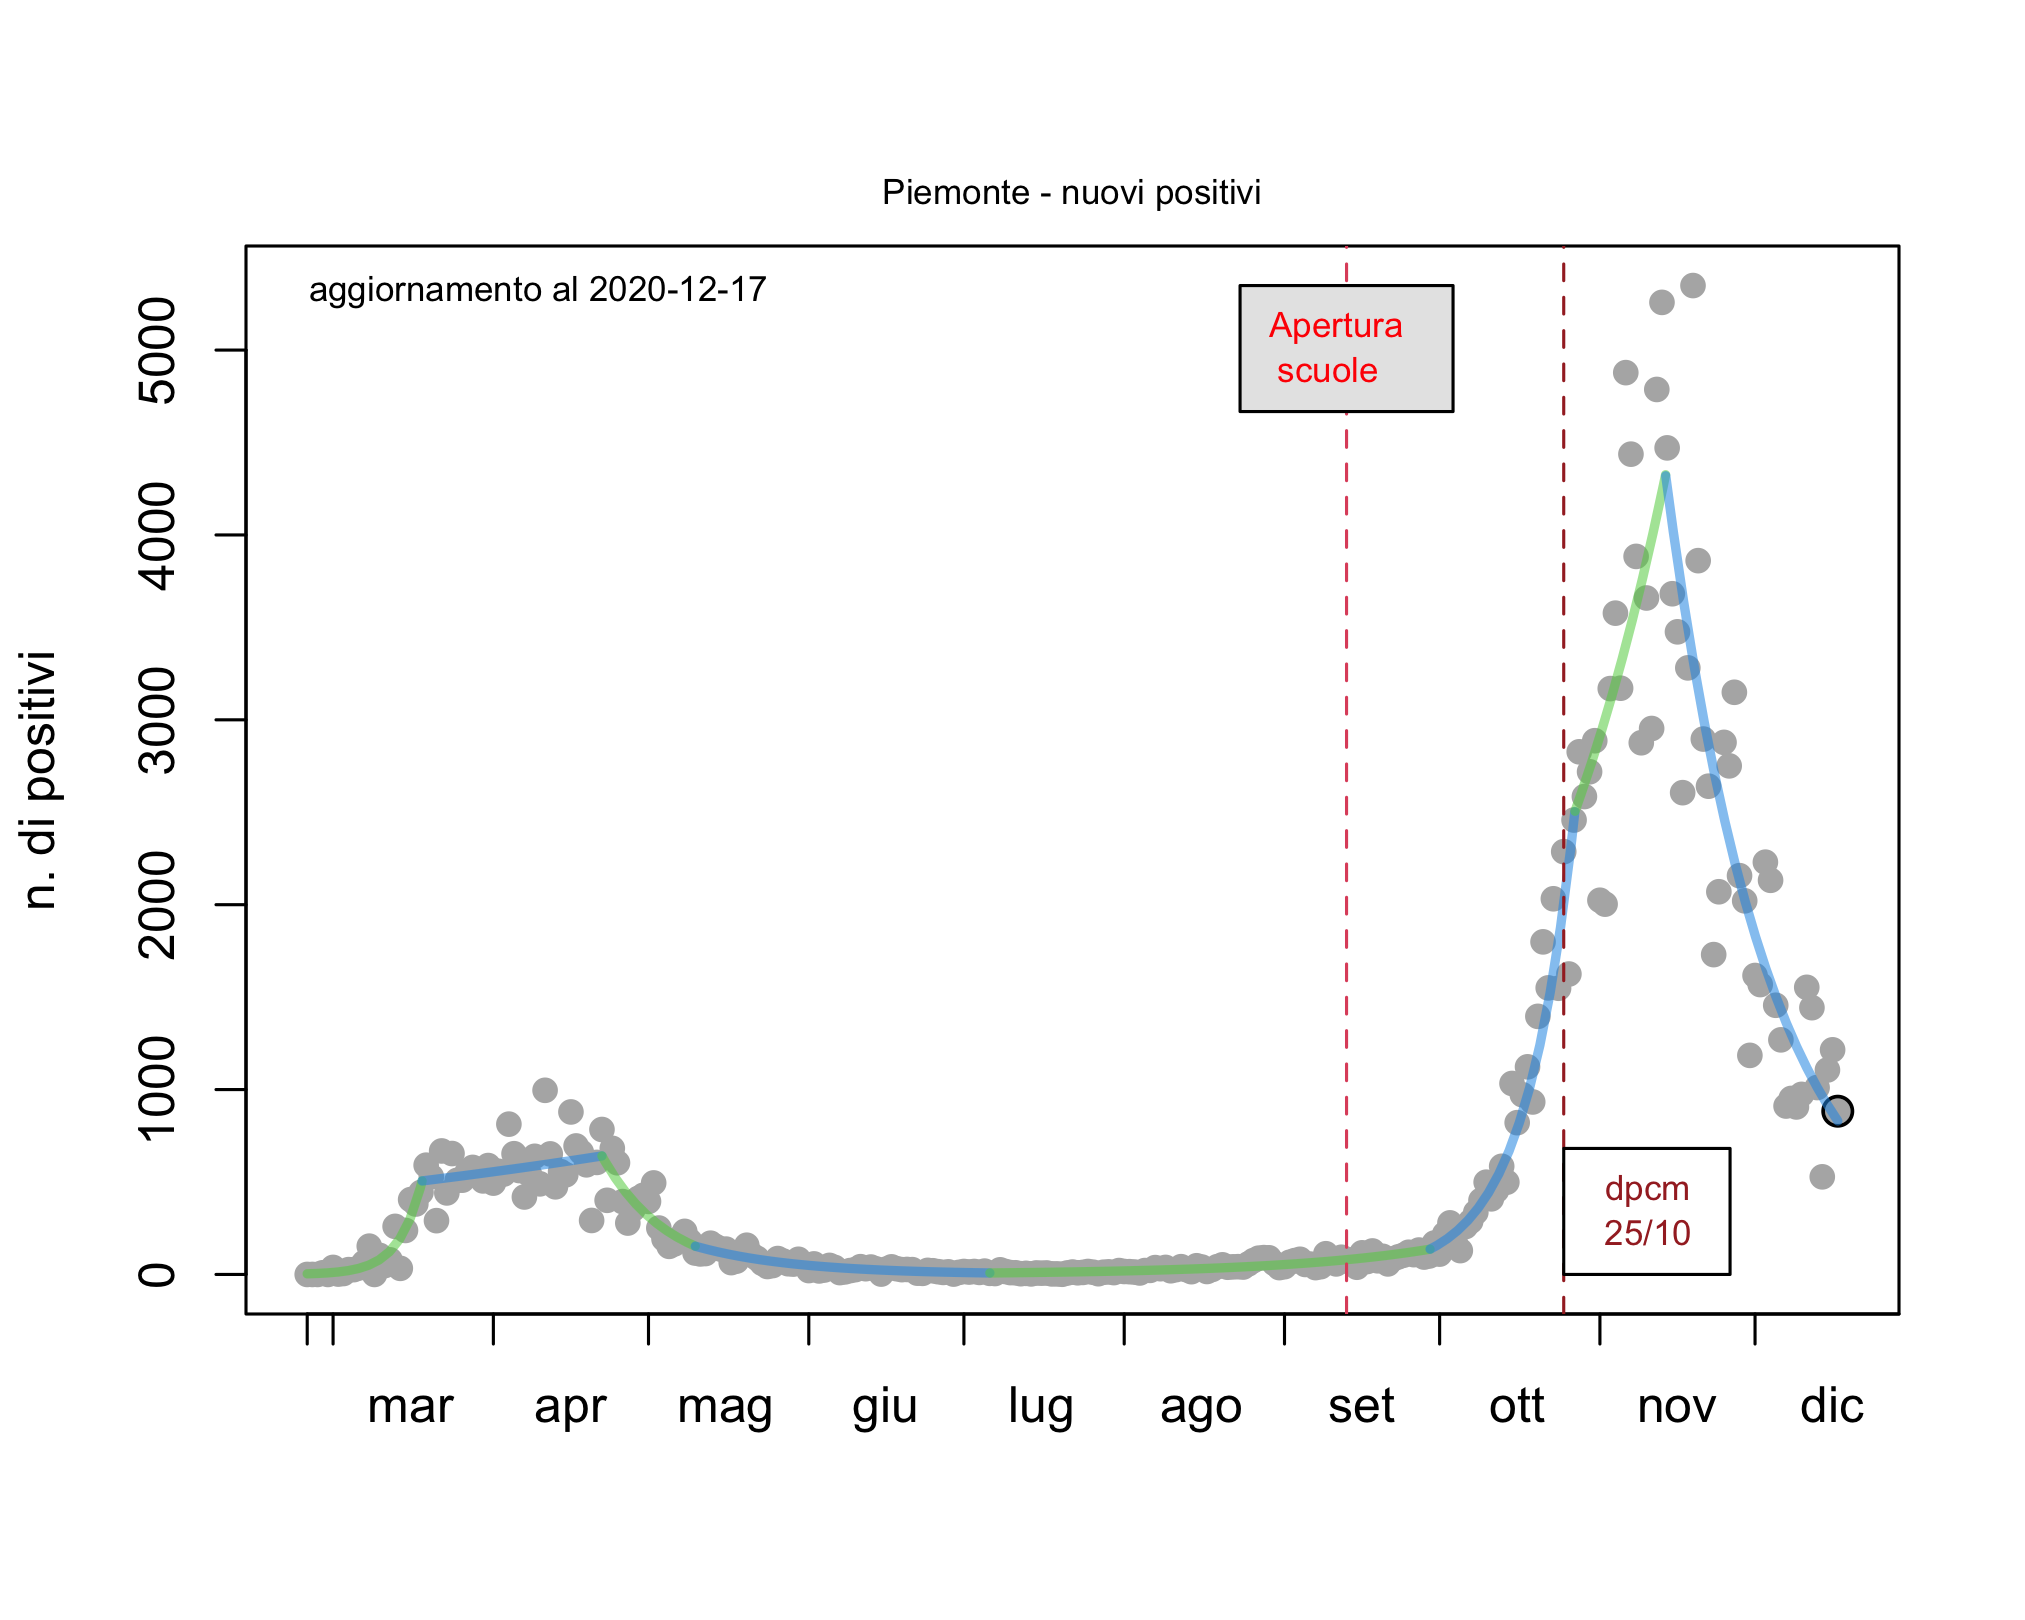 Piemonte - nuovi positivi
aggiornamento al 2020-12-17
Apertura
scuole
dpcm
25/10
n. di positivi
5000
4000
3000
2000
1000
0
mar apr mag giu lug ago set ott nov dic